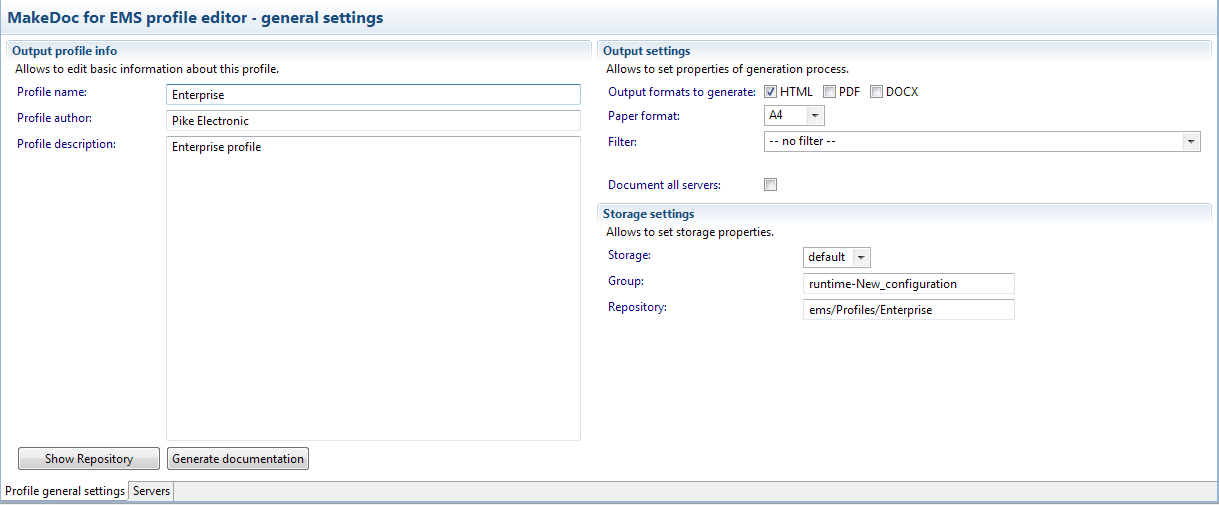 MakeDoc for EMS profile editor - general settings
Output profile info
Allows to edit basic information about this profile.
Profile name: Enterprise
Profile author: Pike Electronic
Profile description: Enterprise profile
Show Repository Generate documentation
Output settings
Allows to set properties of generation process.
Output formats to generate: HTML PDF DOCX
Paper format: A4
Filter: -- no filter --
Document all servers:
Storage settings
Allows to set storage properties.
Storage: default
Group: runtime-New_configuration
Repository: ems/Profiles/Enterprise
Profile general settings Servers